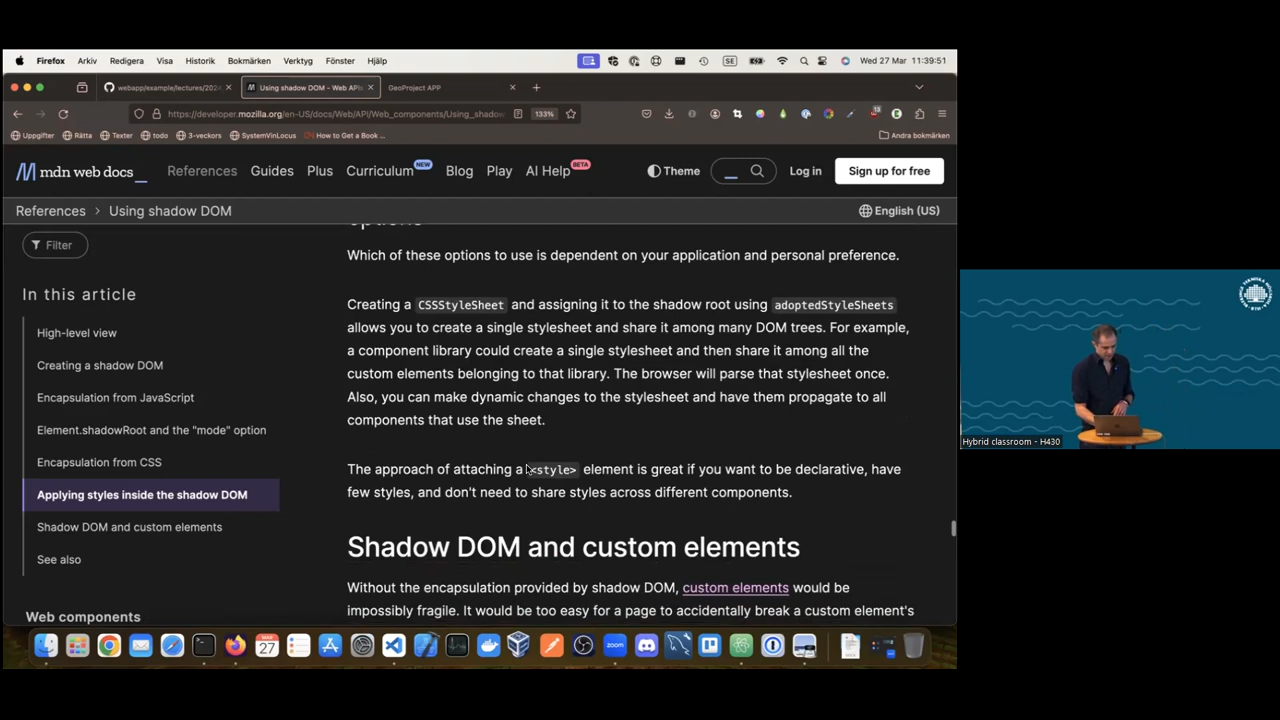 Firefox Arkiv Redigera Visa Historik Bokmärken Verktyg Fönster Hjälp SE Wed 27 Mar 11:39:51
webapp/example/lectures/2024 Using shadow DOM - Web APIs GeoProject APP
https://developer.mozilla.org/en-US/docs/Web/API/Web_components/Using_shadow 133% 13
Uppgifter Rätta Texter todo 3-veckors SystemVinLocus How to Get a Book ... Andra bokmärken
mdn web docs References Guides Plus Curriculum NEW Blog Play AI Help BETA Theme Log in Sign up for free
References Using shadow DOM English (US)
Filter
In this article
High-level view
Creating a shadow DOM
Encapsulation from JavaScript
Element.shadowRoot and the "mode" option
Encapsulation from CSS
Applying styles inside the shadow DOM
Shadow DOM and custom elements
See also
Web components
options
Which of these options to use is dependent on your application and personal preference.
Creating a CSSStyleSheet and assigning it to the shadow root using adoptedStyleSheets
allows you to create a single stylesheet and share it among many DOM trees. For example,
a component library could create a single stylesheet and then share it among all the
custom elements belonging to that library. The browser will parse that stylesheet once.
Also, you can make dynamic changes to the stylesheet and have them propagate to all
components that use the sheet.
The approach of attaching a <style> element is great if you want to be declarative, have
few styles, and don't need to share styles across different components.
Shadow DOM and custom elements
Without the encapsulation provided by shadow DOM, custom elements would be
impossibly fragile. It would be too easy for a page to accidentally break a custom element's
MAR
27
zoom
Hybrid classroom - H430